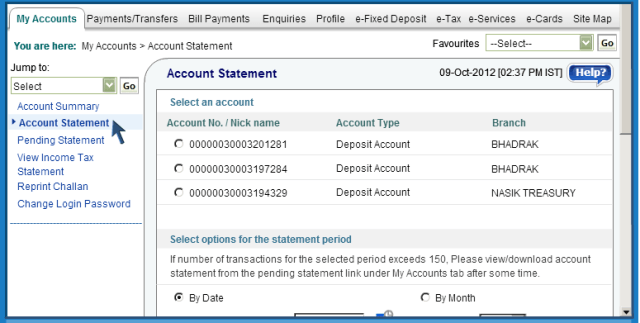 My Accounts Payments/Transfers Bill Payments Enquiries Profile e-Fixed Deposit e-Tax e-Services e-Cards Site Map
You are here: My Accounts > Account Statement Favourites --Select-- Go
Jump to:
Select Go
Account Summary
Account Statement
Pending Statement
View Income Tax
Statement
Reprint Challan
Change Login Password
Account Statement 09-Oct-2012 [02:37 PM IST] Help?
Select an account
Account No. / Nick name Account Type Branch
00000030003201281 Deposit Account BHADRAK
00000030003197284 Deposit Account BHADRAK
00000030003194329 Deposit Account NASIK TREASURY
Select options for the statement period
If number of transactions for the selected period exceeds 150, Please view/download account
statement from the pending statement link under My Accounts tab after some time.
By Date By Month